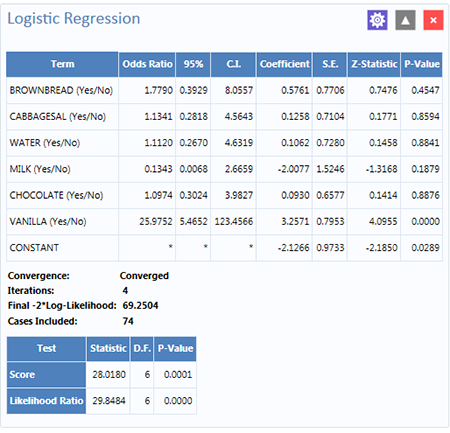 Logistic Regression
Term Odds Ratio 95% C.I. Coefficient S.E. Z-Statistic P-Value
BROWNBREAD (Yes/No) 1.7790 0.3929 8.0557 0.5761 0.7706 0.7476 0.4547
CABBAGESAL (Yes/No) 1.1341 0.2818 4.5643 0.1258 0.7104 0.1771 0.8594
WATER (Yes/No) 1.1120 0.2670 4.6319 0.1062 0.7280 0.1458 0.8841
MILK (Yes/No) 0.1343 0.0068 2.6659 -2.0077 1.5246 -1.3168 0.1879
CHOCOLATE (Yes/No) 1.0974 0.3024 3.9827 0.0930 0.6577 0.1414 0.8876
VANILLA (Yes/No) 25.9752 5.4652 123.4566 3.2571 0.7953 4.0955 0.0000
CONSTANT * * * -2.1266 0.9733 -2.1850 0.0289
Convergence: Converged
Iterations: 4
Final -2*Log-Likelihood: 69.2504
Cases Included: 74
Test Statistic D.F. P-Value
Score 28.0180 6 0.0001
Likelihood Ratio 29.8484 6 0.0000